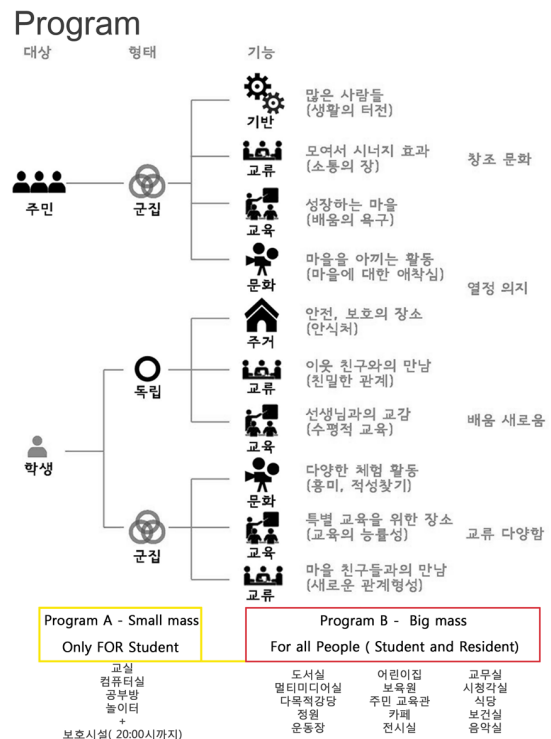 Program
대상 형태 기능
많은 사람들
(생활의 터전)
기반
모여서 시너지 효과
(소통의 장)
교류
창조 문화
주민
군집
성장하는 마을
(배움의 욕구)
교육
마을을 아끼는 활동
(마을에 대한 애착심)
문화
열정 의지
안전, 보호의 장소
(안식처)
주거
독립
이웃 친구와의 만남
(친밀한 관계)
교류
선생님과의 교감
(수평적 교육)
교육
배움 새로움
학생
다양한 체험 활동
(흥미, 적성찾기)
문화
군집
특별 교육을 위한 장소
(교육의 능률성)
교육
교류 다양함
마을 친구들과의 만남
(새로운 관계형성)
교류
Program A - Small mass
Only FOR Student
교실
컴퓨터실
공부방
놀이터
+
보호시설( 20:00시까지)
Program B - Big mass
For all People ( Student and Resident)
도서실 어린이집 교무실
멀티미디어실 보육원 시청각실
다목적강당 주민 교육관 식당
정원 카페 보건실
운동장 전시실 음악실